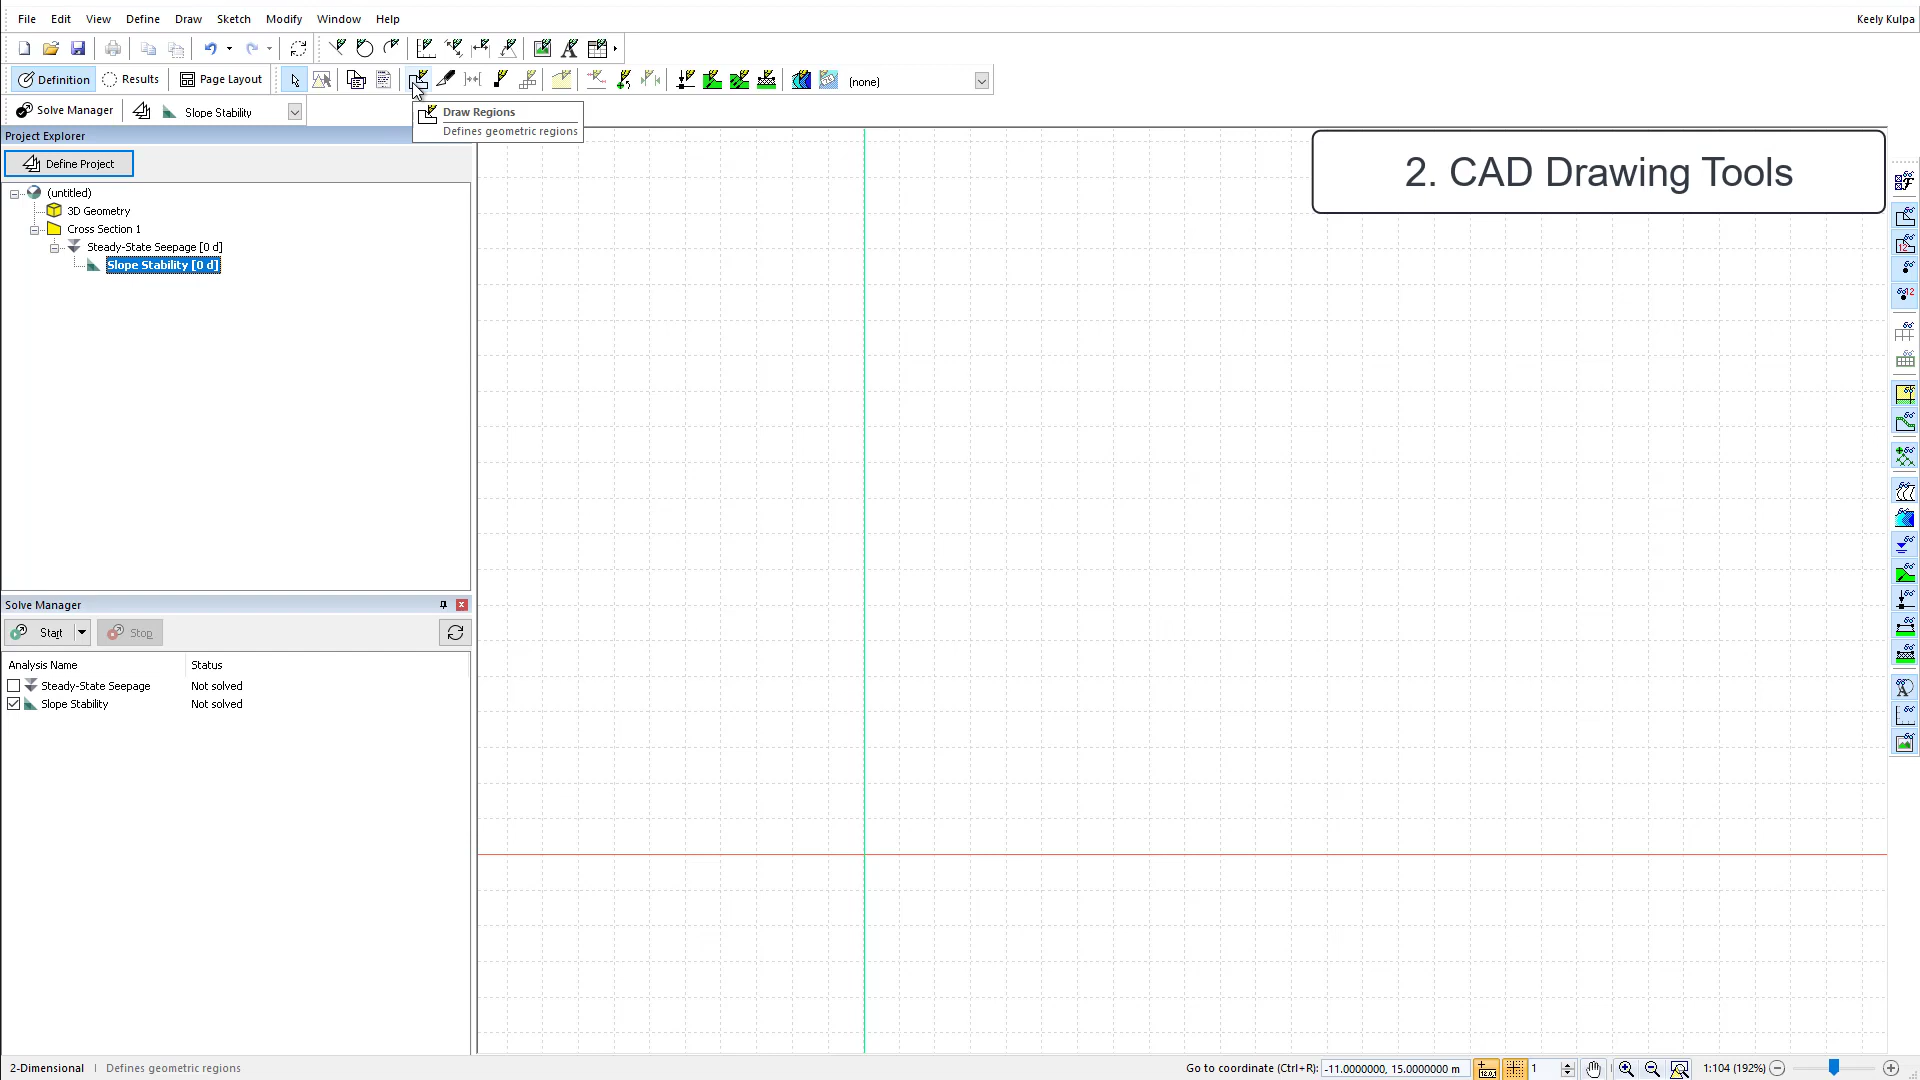 File Edit View Define Draw Sketch Modify Window Help Keely Kulpa
Definition Results Page Layout (none)
Solve Manager Slope Stability
Draw Regions
Defines geometric regions
Project Explorer
Define Project
2. CAD Drawing Tools
(untitled)
3D Geometry
Cross Section 1
Steady-State Seepage [0 d]
Slope Stability [0 d]
Solve Manager
Start Stop
Analysis Name Status
Steady-State Seepage Not solved
Slope Stability Not solved
2-Dimensional Defines geometric regions Go to coordinate (Ctrl+R): -11.0000000, 15.0000000 m 1 1:104 (192%)